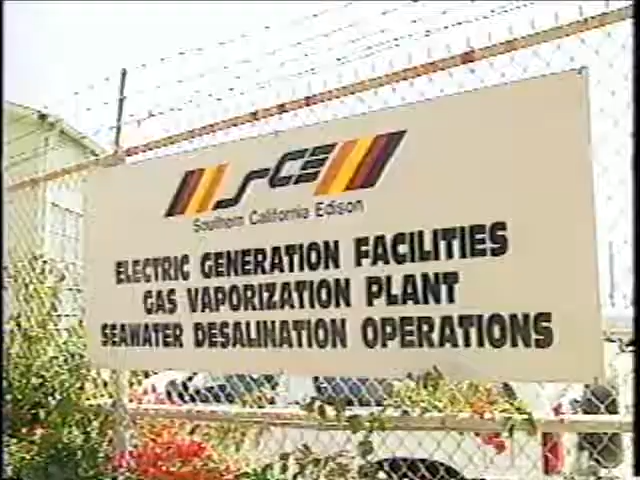 SCE
Southern California Edison
ELECTRIC GENERATION FACILITIES
GAS VAPORIZATION PLANT
SEAWATER DESALINATION OPERATIONS